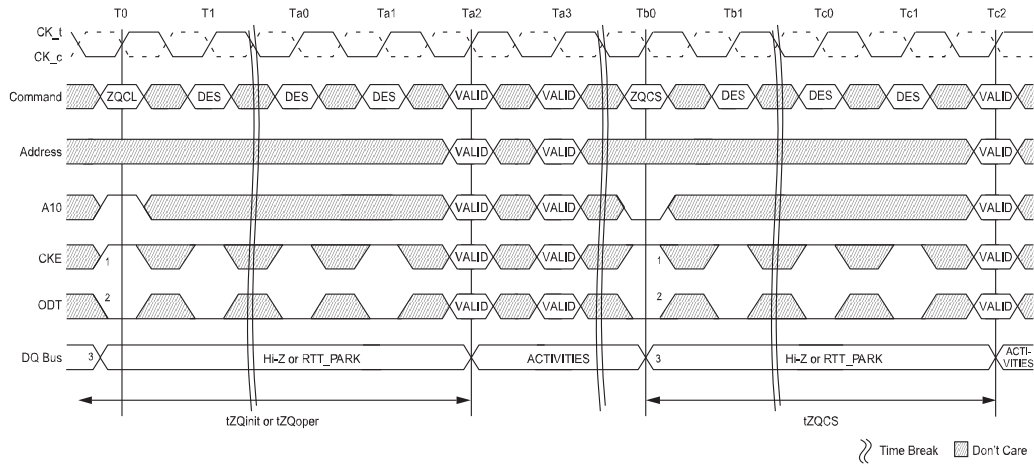 T0 T1 Ta0 Ta1 Ta2 Ta3 Tb0 Tb1 Tc0 Tc1 Tc2
CK_t
CK_c
Command ZQCL DES DES DES VALID VALID ZQCS DES DES DES VALID
Address VALID VALID VALID
A10 VALID VALID VALID
CKE 1 VALID VALID 1 VALID
ODT 2 VALID VALID 2 VALID
DQ Bus 3 Hi-Z or RTT_PARK ACTIVITIES 3 Hi-Z or RTT_PARK ACTI-
VITIES
tZQinit or tZQoper tZQCS
Time Break Don't Care